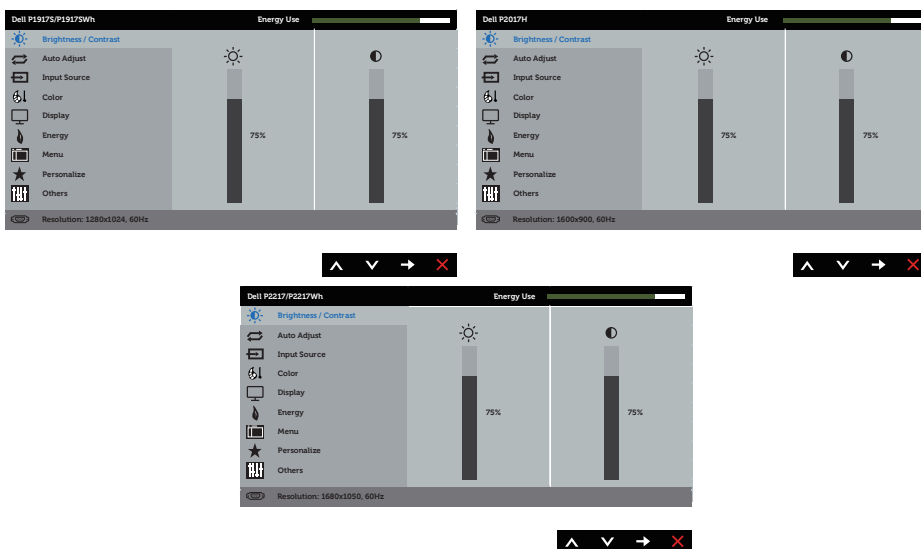 Dell P1917S/P1917SWh Energy Use
Brightness / Contrast
Auto Adjust
Input Source
Color
Display
Energy
Menu
Personalize
Others
75% 75%
Resolution: 1280x1024, 60Hz
Dell P2017H Energy Use
Brightness / Contrast
Auto Adjust
Input Source
Color
Display
Energy
Menu
Personalize
Others
75% 75%
Resolution: 1600x900, 60Hz
Dell P2217/P2217Wh Energy Use
Brightness / Contrast
Auto Adjust
Input Source
Color
Display
Energy
Menu
Personalize
Others
75% 75%
Resolution: 1680x1050, 60Hz